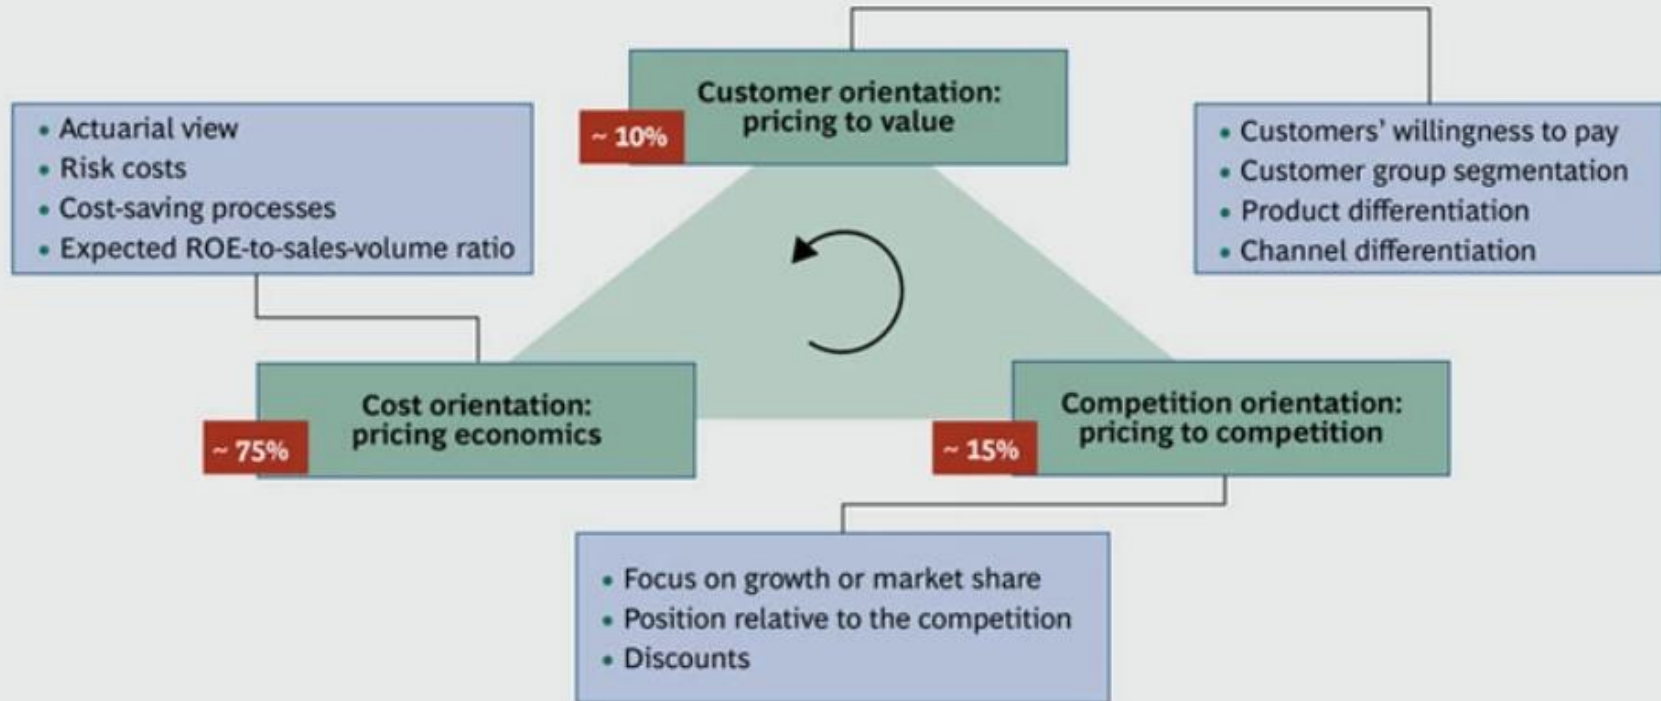 Customer orientation:
pricing to value
~ 10%
• Actuarial view
• Risk costs
• Cost-saving processes
• Expected ROE-to-sales-volume ratio
• Customers’ willingness to pay
• Customer group segmentation
• Product differentiation
• Channel differentiation
Cost orientation:
pricing economics
~ 75%
Competition orientation:
pricing to competition
~ 15%
• Focus on growth or market share
• Position relative to the competition
• Discounts